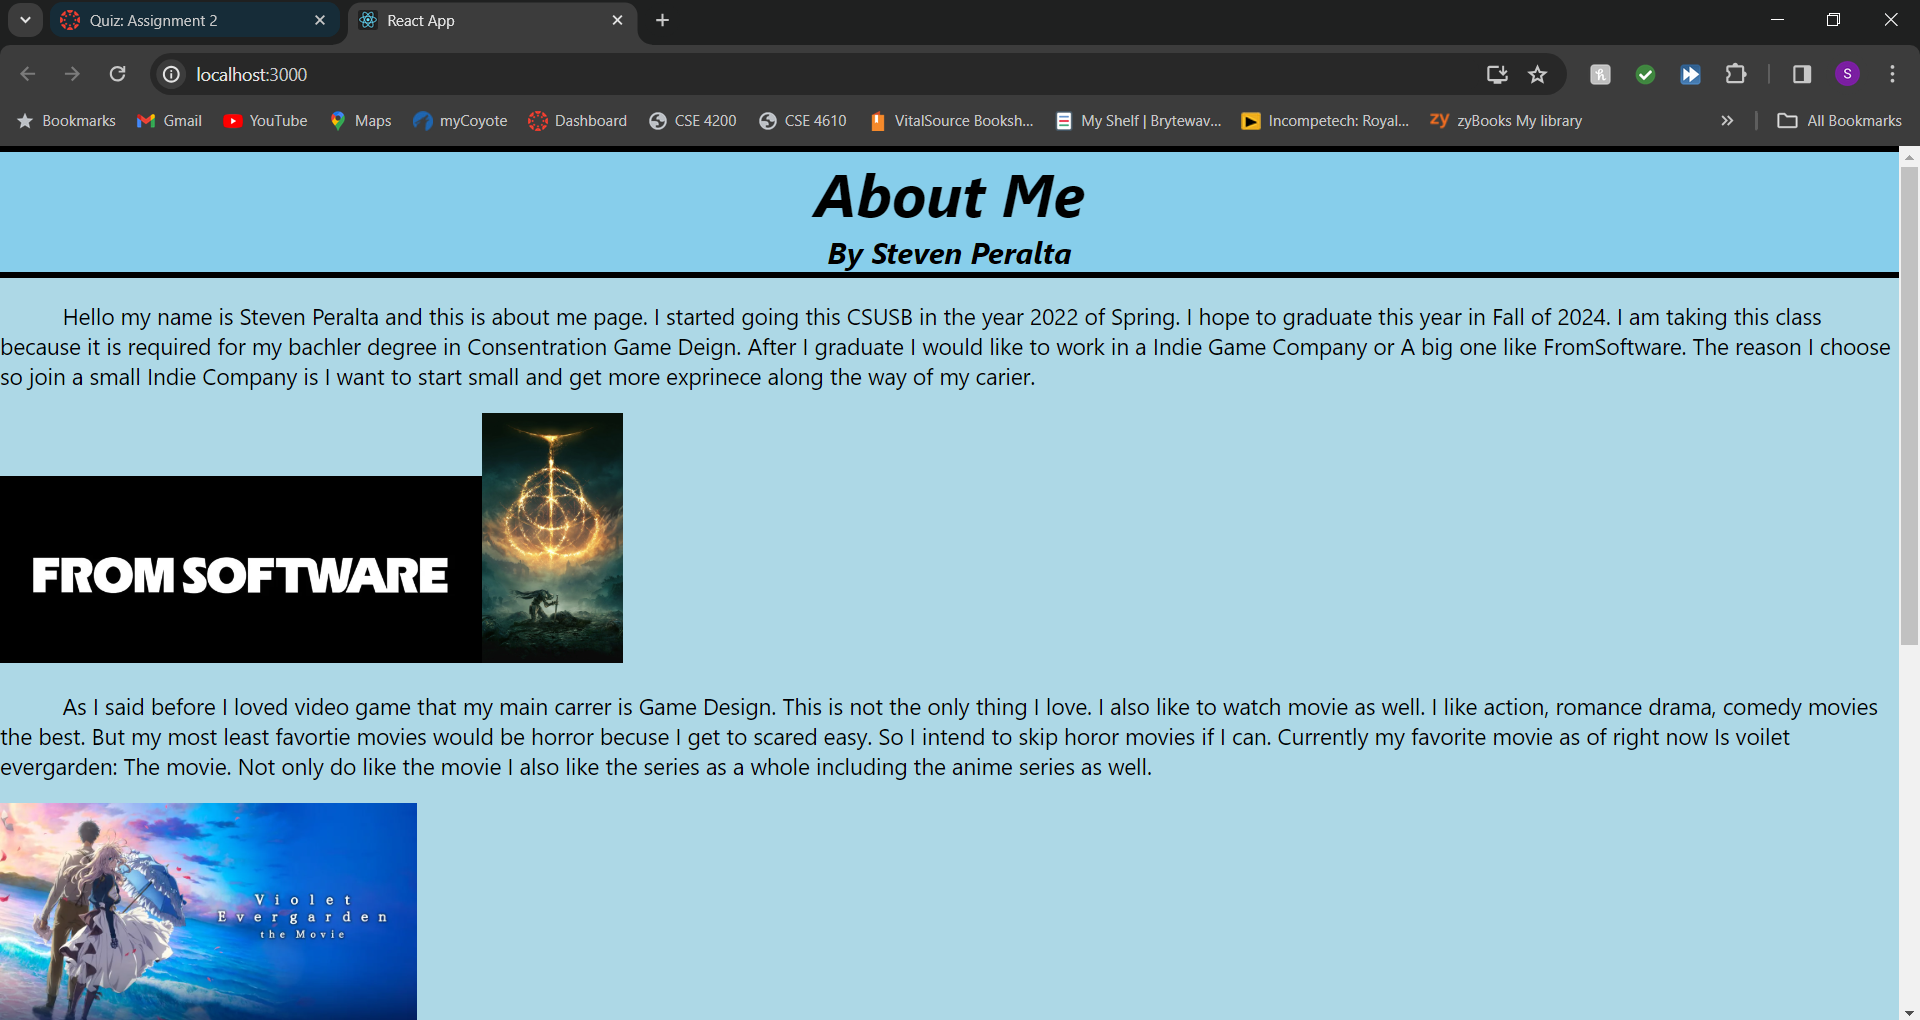 Quiz: Assignment 2
React App
localhost:3000
S
Bookmarks
Gmail
YouTube
Maps
myCoyote
Dashboard
CSE 4200
CSE 4610
VitalSource Booksh...
My Shelf | Brytewav...
Incompetech: Royal...
zy
zyBooks My library
All Bookmarks
About Me
By Steven Peralta
Hello my name is Steven Peralta and this is about me page. I started going this CSUSB in the year 2022 of Spring. I hope to graduate this year in Fall of 2024. I am taking this class
because it is required for my bachler degree in Consentration Game Deign. After I graduate I would like to work in a Indie Game Company or A big one like FromSoftware. The reason I choose
so join a small Indie Company is I want to start small and get more exprinece along the way of my carier.
FROMSOFTWARE
As I said before I loved video game that my main carrer is Game Design. This is not the only thing I love. I also like to watch movie as well. I like action, romance drama, comedy movies
the best. But my most least favortie movies would be horror becuse I get to scared easy. So I intend to skip horor movies if I can. Currently my favorite movie as of right now Is voilet
evergarden: The movie. Not only do like the movie I also like the series as a whole including the anime series as well.
Violet
Evergarden
the Movie